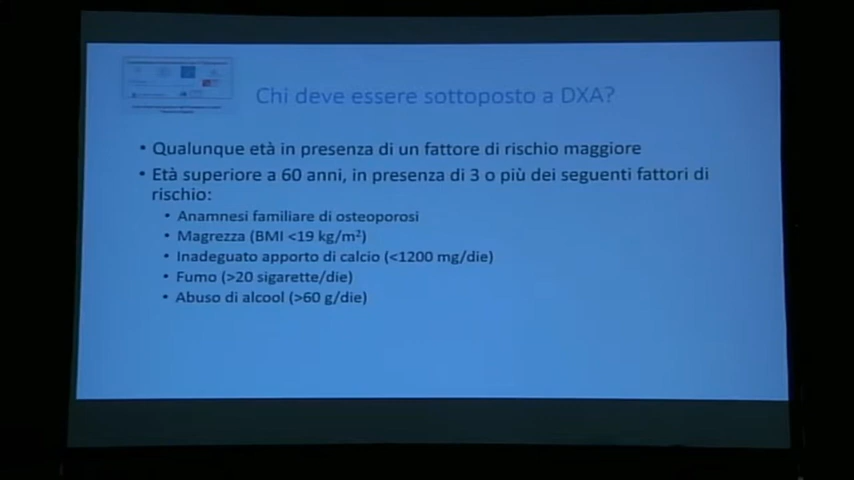 Chi deve essere sottoposto a DXA?
• Qualunque età in presenza di un fattore di rischio maggiore
• Età superiore a 60 anni, in presenza di 3 o più dei seguenti fattori di
rischio:
• Anamnesi familiare di osteoporosi
• Magrezza (BMI <19 kg/m²)
• Inadeguato apporto di calcio (<1200 mg/die)
• Fumo (>20 sigarette/die)
• Abuso di alcool (>60 g/die)